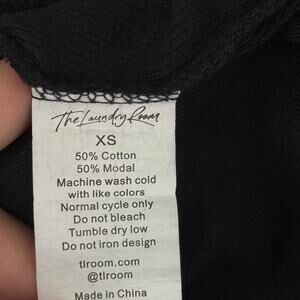 The Laundry Room
XS
50% Cotton
50% Modal
Machine wash cold
with like colors
Normal cycle only
Do not bleach
Tumble dry low
Do not iron design
tlroom.com
@tlroom
Made in China